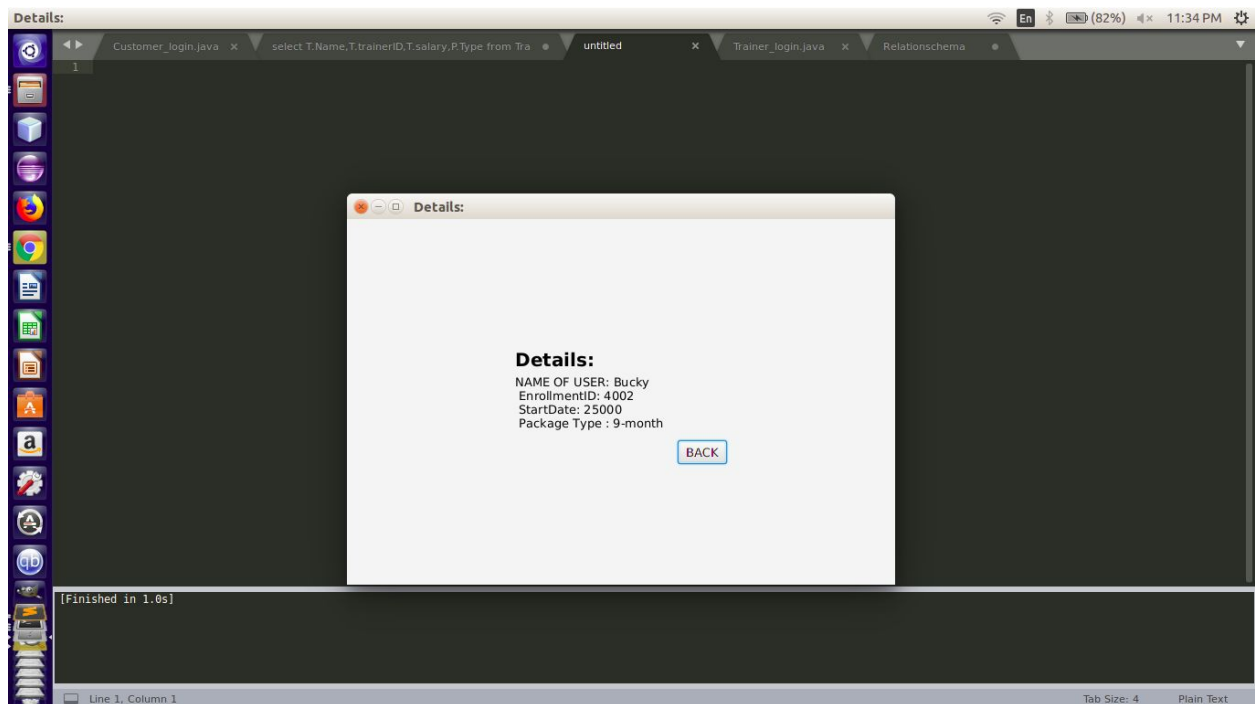 Details:
En
(82%)
11:34 PM
Customer_login.java x
select T.Name,T.trainerID,T.salary,P.Type from Tra
untitled x
Trainer_login.java x
Relationschema
1
Details:
Details:
NAME OF USER: Bucky
EnrollmentID: 4002
StartDate: 25000
Package Type : 9-month
BACK
a
qb
[Finished in 1.0s]
Line 1, Column 1
Tab Size: 4
Plain Text